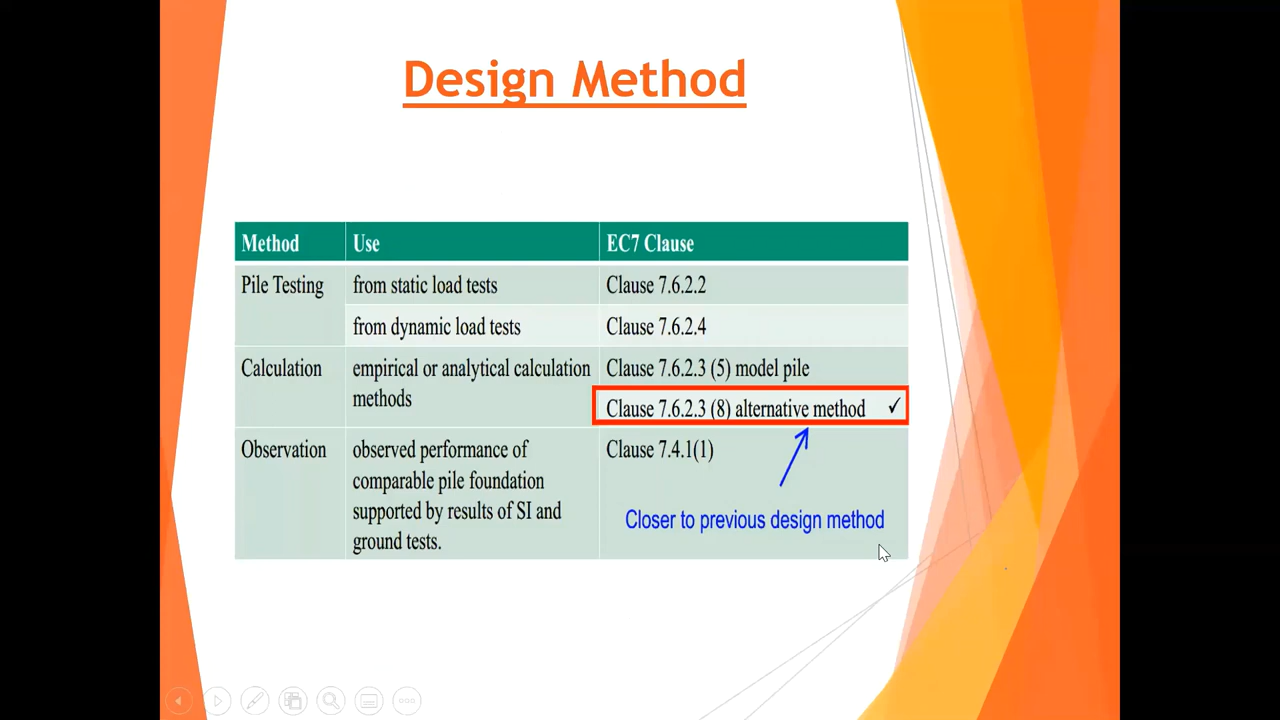 Design Method
Method Use EC7 Clause
Pile Testing from static load tests Clause 7.6.2.2
from dynamic load tests Clause 7.6.2.4
Calculation empirical or analytical calculation Clause 7.6.2.3 (5) model pile
methods
Clause 7.6.2.3 (8) alternative method ✓
Observation observed performance of Clause 7.4.1(1)
comparable pile foundation
supported by results of SI and
ground tests.
Closer to previous design method